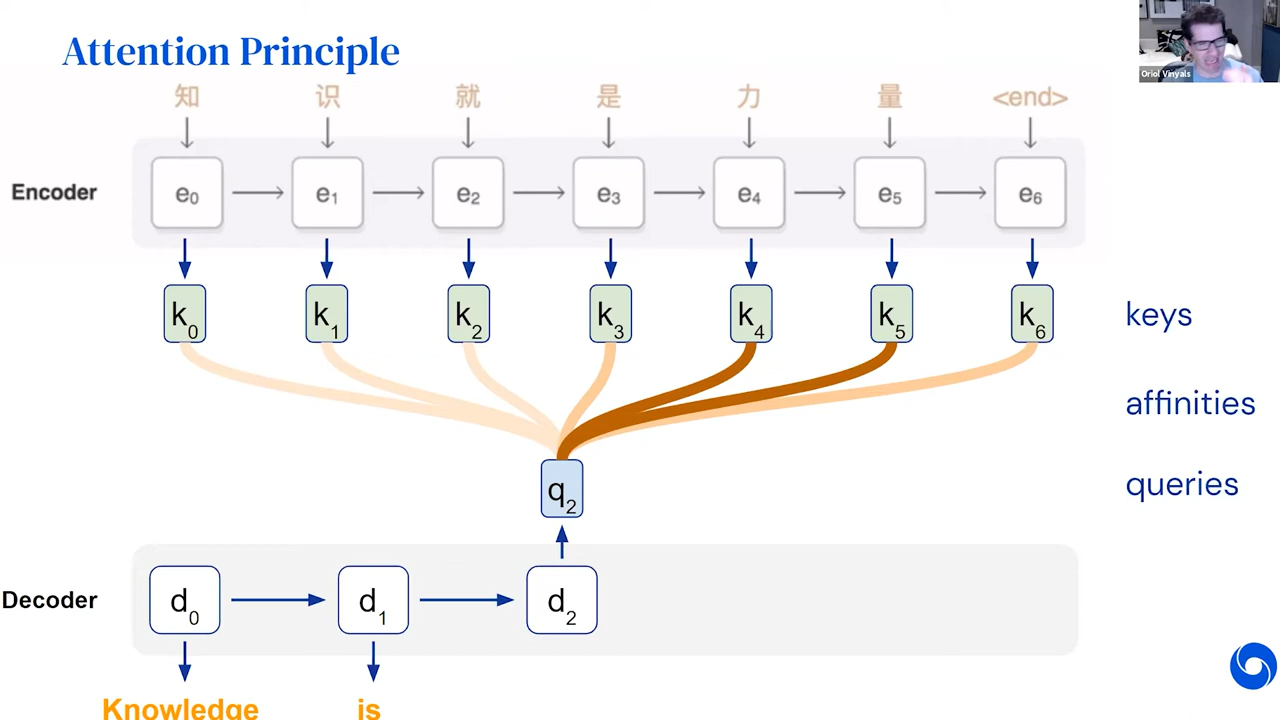 Attention Principle
Oriol Vinyals
知 识 就 是 力 量 <end>
Encoder
e0 e1 e2 e3 e4 e5 e6
k0 k1 k2 k3 k4 k5 k6
keys
affinities
q2
queries
Decoder
d0 d1 d2
Knowledge is